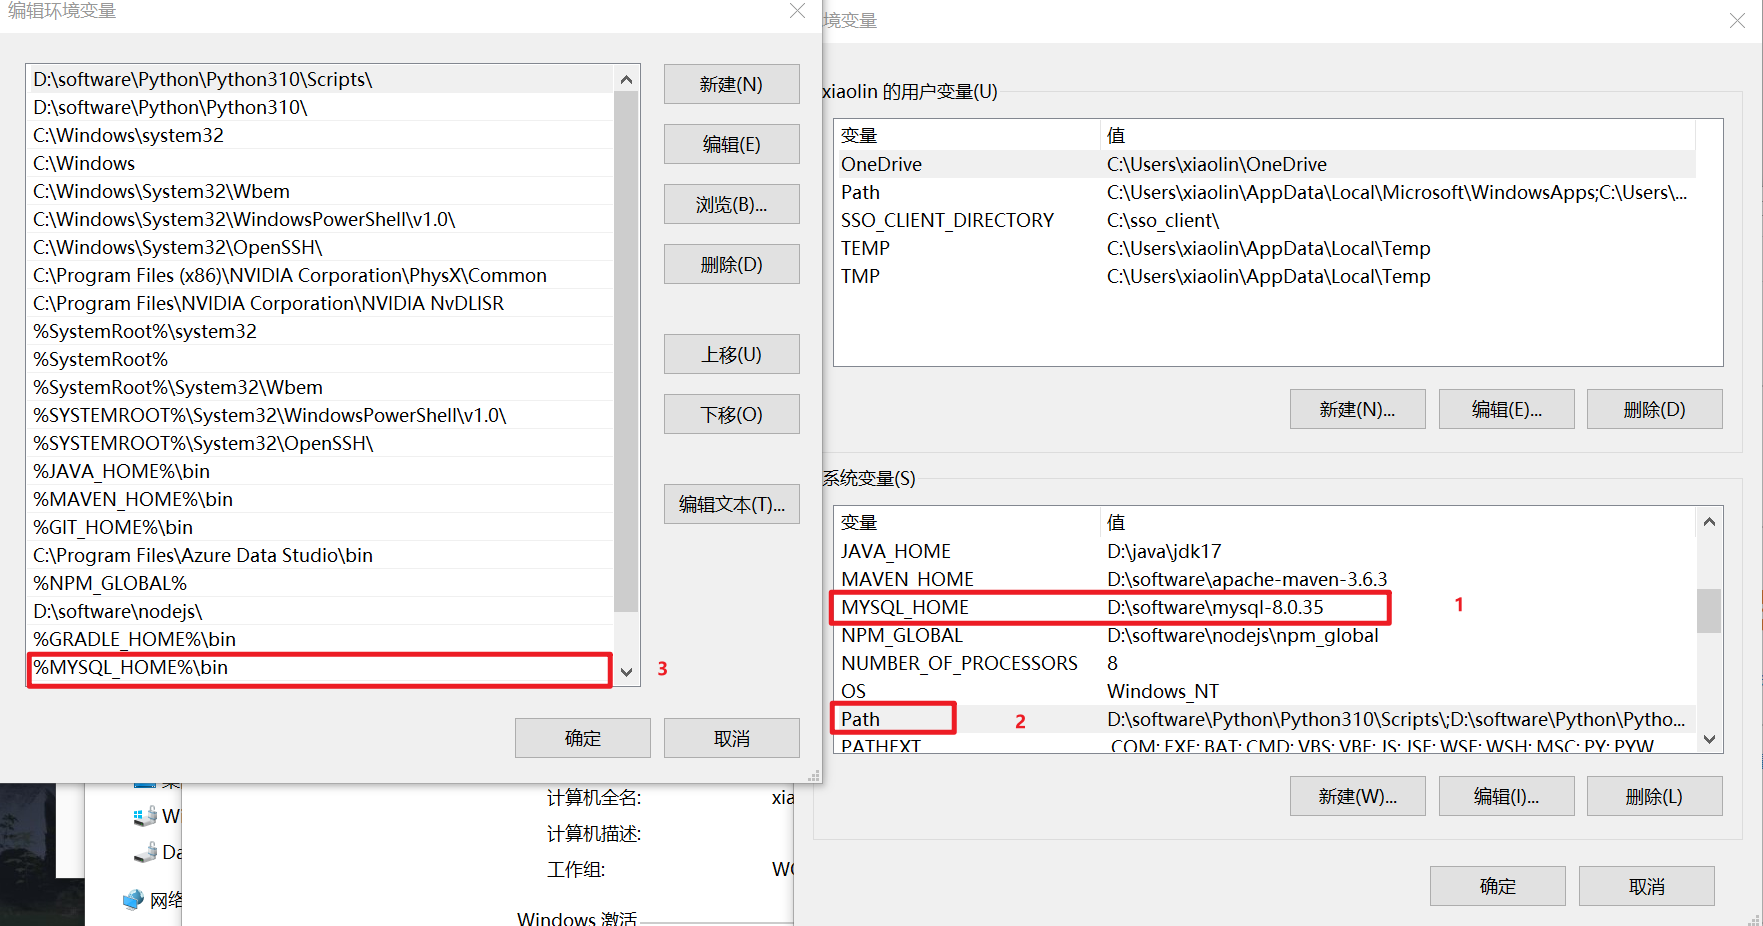 编辑环境变量
D:\software\Python\Python310\Scripts\
D:\software\Python\Python310\
C:\Windows\system32
C:\Windows
C:\Windows\System32\Wbem
C:\Windows\System32\WindowsPowerShell\v1.0\
C:\Windows\System32\OpenSSH\
C:\Program Files (x86)\NVIDIA Corporation\PhysX\Common
C:\Program Files\NVIDIA Corporation\NVIDIA NvDLISR
%SystemRoot%\system32
%SystemRoot%
%SystemRoot%\System32\Wbem
%SYSTEMROOT%\System32\WindowsPowerShell\v1.0\
%SYSTEMROOT%\System32\OpenSSH\
%JAVA_HOME%\bin
%MAVEN_HOME%\bin
%GIT_HOME%\bin
C:\Program Files\Azure Data Studio\bin
%NPM_GLOBAL%
D:\software\nodejs\
%GRADLE_HOME%\bin
%MYSQL_HOME%\bin
3
新建(N)
编辑(E)
浏览(B)...
删除(D)
上移(U)
下移(O)
编辑文本(T)...
确定
取消
境变量
xiaolin 的用户变量(U)
变量 值
OneDrive C:\Users\xiaolin\OneDrive
Path C:\Users\xiaolin\AppData\Local\Microsoft\WindowsApps;C:\Users\...
SSO_CLIENT_DIRECTORY C:\sso_client\
TEMP C:\Users\xiaolin\AppData\Local\Temp
TMP C:\Users\xiaolin\AppData\Local\Temp
新建(N)... 编辑(E)... 删除(D)
系统变量(S)
变量 值
JAVA_HOME D:\java\jdk17
MAVEN_HOME D:\software\apache-maven-3.6.3
MYSQL_HOME D:\software\mysql-8.0.35 1
NPM_GLOBAL D:\software\nodejs\npm_global
NUMBER_OF_PROCESSORS 8
OS Windows_NT
Path 2 D:\software\Python\Python310\Scripts\;D:\software\Python\Pytho...
PATHEXT .COM;.EXE;.BAT;.CMD;.VBS;.VBE;.JS;.JSE;.WSF;.WSH;.MSC;.PY;.PYW
新建(W)... 编辑(I)... 删除(L)
确定 取消
W
Da
网络
计算机全名: xia
计算机描述:
工作组: WO
Windows 激活